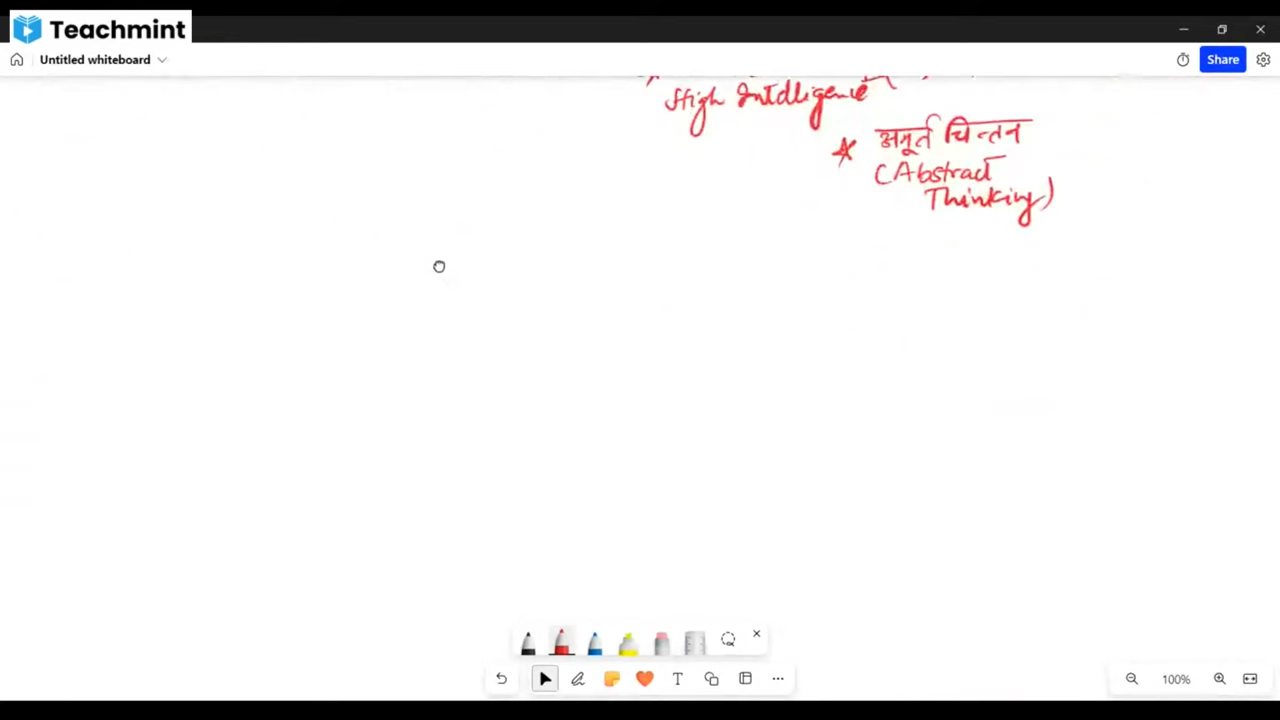 Teachmint
Untitled whiteboard
Share
High Intelligence
अमूर्त चिन्तन
(Abstract
Thinking)
100%